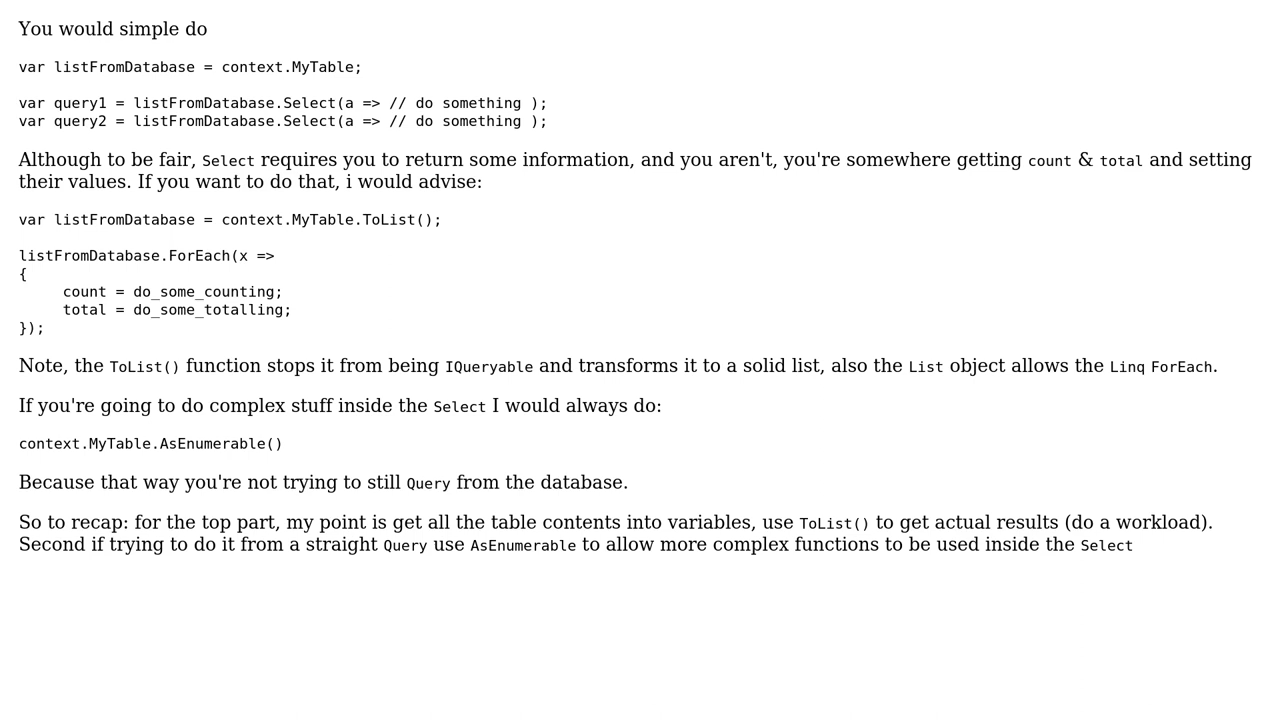 You would simple do
var listFromDatabase = context.MyTable;
var query1 = listFromDatabase.Select(a => // do something );
var query2 = listFromDatabase.Select(a => // do something );
Although to be fair, Select requires you to return some information, and you aren't, you're somewhere getting count & total and setting
their values. If you want to do that, i would advise:
var listFromDatabase = context.MyTable.ToList();
listFromDatabase.ForEach(x =>
{
     count = do_some_counting;
     total = do_some_totalling;
});
Note, the ToList() function stops it from being IQueryable and transforms it to a solid list, also the List object allows the Linq ForEach.
If you're going to do complex stuff inside the Select I would always do:
context.MyTable.AsEnumerable()
Because that way you're not trying to still Query from the database.
So to recap: for the top part, my point is get all the table contents into variables, use ToList() to get actual results (do a workload).
Second if trying to do it from a straight Query use AsEnumerable to allow more complex functions to be used inside the Select